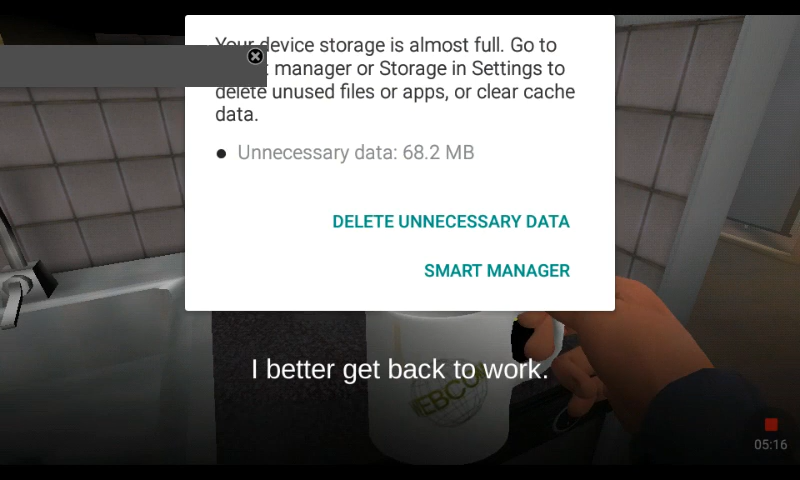 Your device storage is almost full. Go to
manager or Storage in Settings to
delete unused files or apps, or clear cache
data.
● Unnecessary data: 68.2 MB
DELETE UNNECESSARY DATA
SMART MANAGER
I better get back to work.
EBCO
05:16